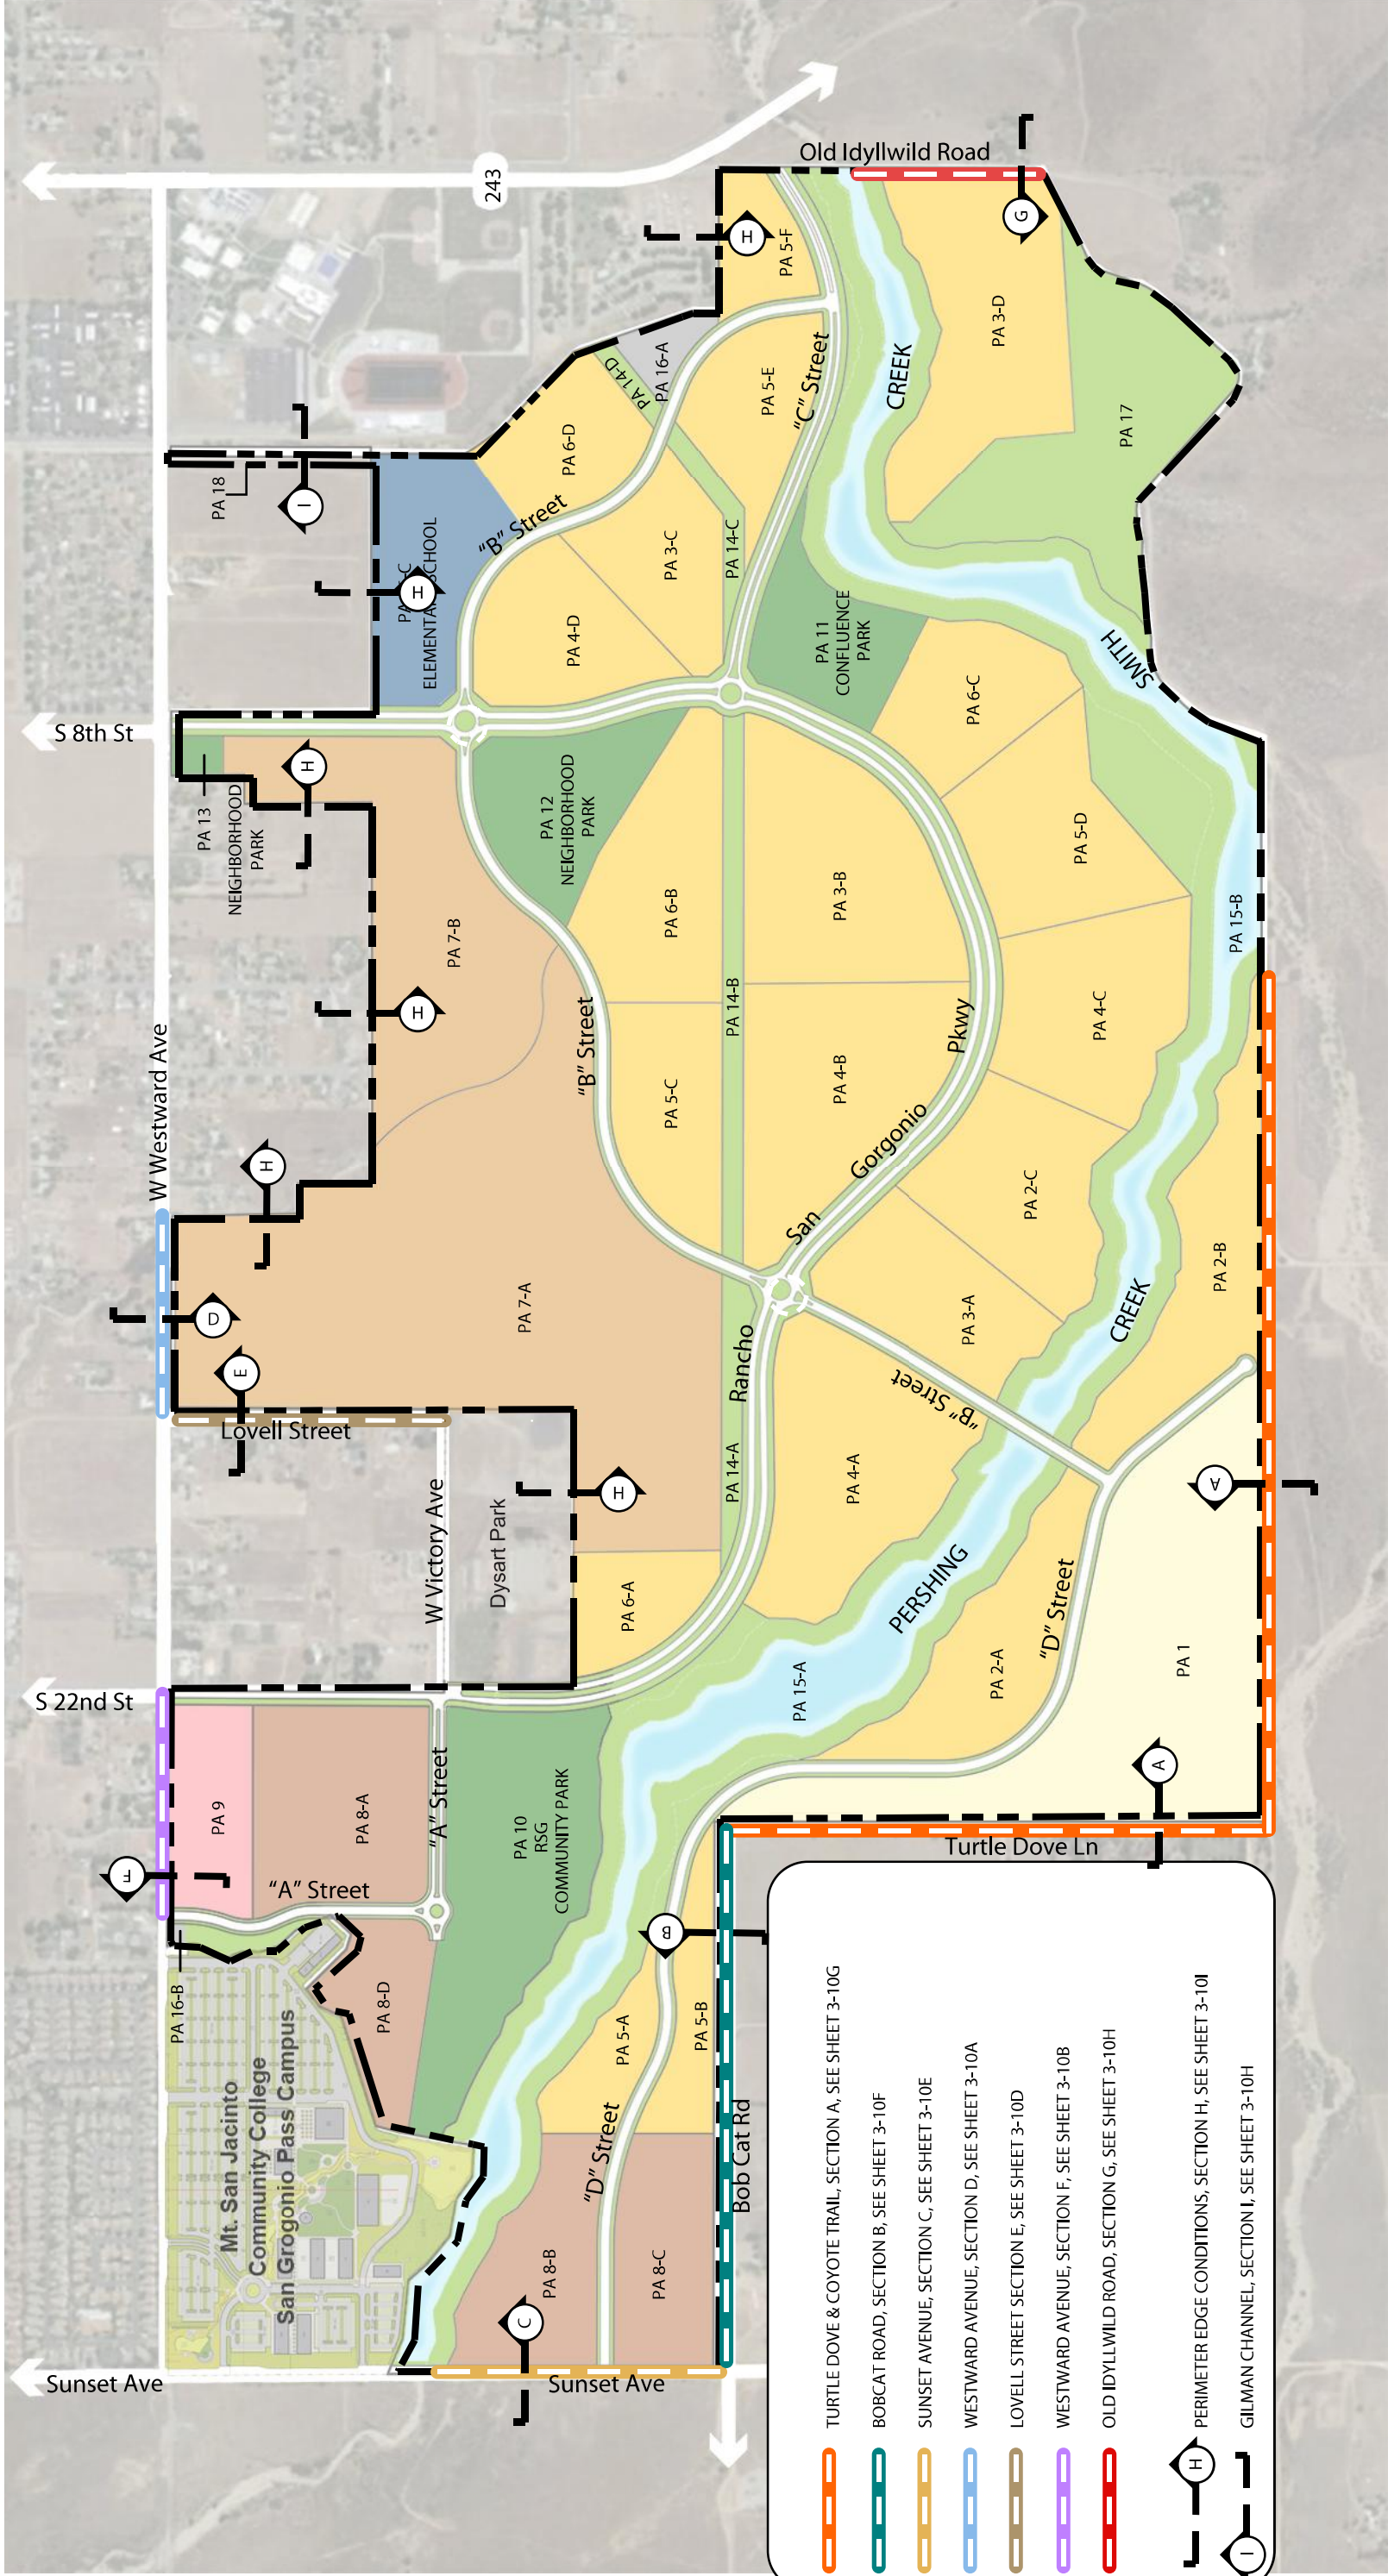 Old Idyllwild Road
243
H
PA 5-F
G
PA 3-D
PA 16-A
PA 14-D
PA 5-E
"C" Street
CREEK
PA 17
PA 6-D
PA 18
I
"B" Street
PA 3-C
PA 14-C
ELEMENTARY SCHOOL
H
PA 4-D
PA 11
CONFLUENCE
PARK
SMITH
PA 6-C
S 8th St
H
PA 13
NEIGHBORHOOD
PARK
PA 12
NEIGHBORHOOD
PARK
PA 6-B
PA 3-B
PA 5-D
PA 7-B
PA 15-B
H
"B" Street
PA 14-B
PA 5-C
PA 4-B
Pkwy
PA 4-C
W Westward Ave
H
Gorgonio
San
PA 2-C
PA 2-B
D
PA 7-A
PA 3-A
CREEK
E
Rancho
"B" Street
Lovell Street
H
PA 14-A
PA 4-A
A
W Victory Ave
Dysart Park
PA 6-A
PERSHING
"D" Street
PA 2-A
PA 1
PA 15-A
S 22nd St
A
PA 9
PA 8-A
"A" Street
PA 10
RSG
COMMUNITY PARK
Turtle Dove Ln
F
"A" Street
B
PA 16-B
PA 8-D
PA 5-A
PA 5-B
Mt. San Jacinto
Community College
San Grogonio Pass Campus
"D" Street
Bob Cat Rd
PA 8-B
PA 8-C
C
Sunset Ave
Sunset Ave
TURTLE DOVE & COYOTE TRAIL, SECTION A, SEE SHEET 3-10G
BOBCAT ROAD, SECTION B, SEE SHEET 3-10F
SUNSET AVENUE, SECTION C, SEE SHEET 3-10E
WESTWARD AVENUE, SECTION D, SEE SHEET 3-10A
LOVELL STREET SECTION E, SEE SHEET 3-10D
WESTWARD AVENUE, SECTION F, SEE SHEET 3-10B
OLD IDYLLWILD ROAD, SECTION G, SEE SHEET 3-10H
H PERIMETER EDGE CONDITIONS, SECTION H, SEE SHEET 3-10I
I GILMAN CHANNEL, SECTION I, SEE SHEET 3-10H